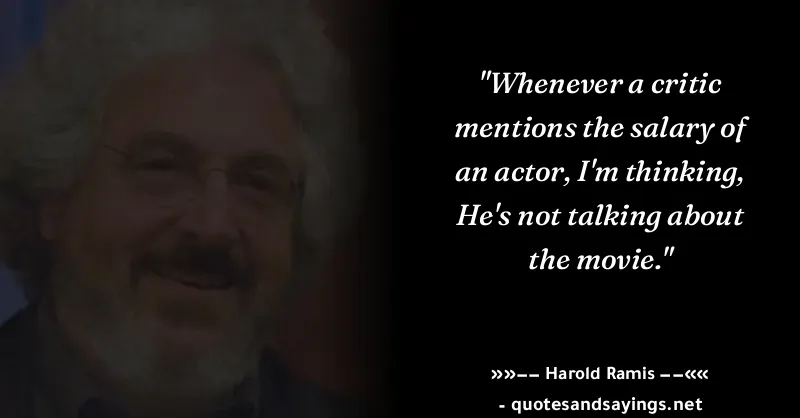 "Whenever a critic
mentions the salary of
an actor, I'm thinking,
He's not talking about
the movie."
»»−− Harold Ramis −−««
- quotesandsayings.net